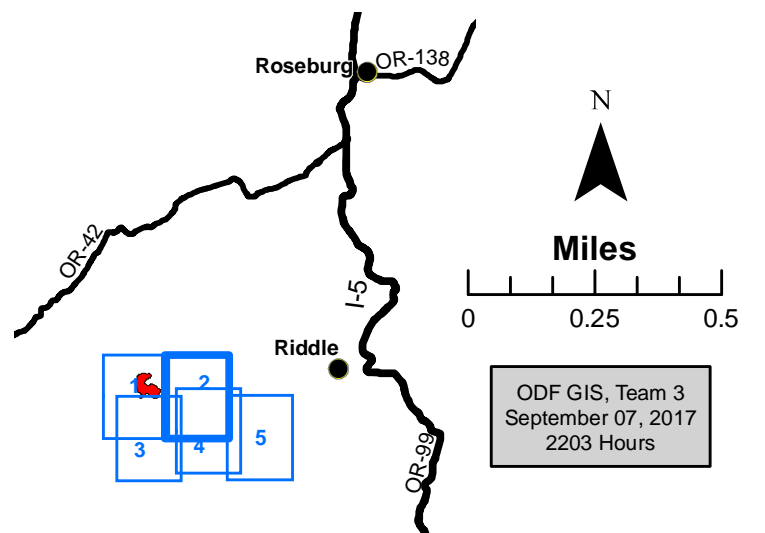 Roseburg
OR-138
N
OR-42
Miles
I-5
0 0.25 0.5
Riddle
1 2
ODF GIS, Team 3
September 07, 2017
2203 Hours
3 4 5
OR-99